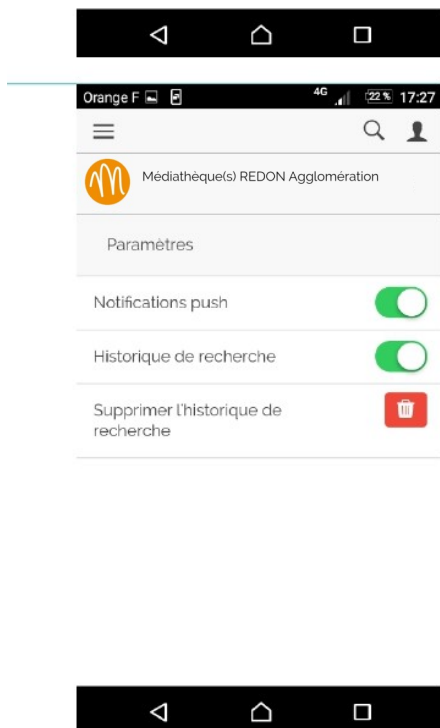 Orange F 4G 22 % 17:27
Médiathèque(s) REDON Agglomération
Paramètres
Notifications push
Historique de recherche
Supprimer l'historique de
recherche